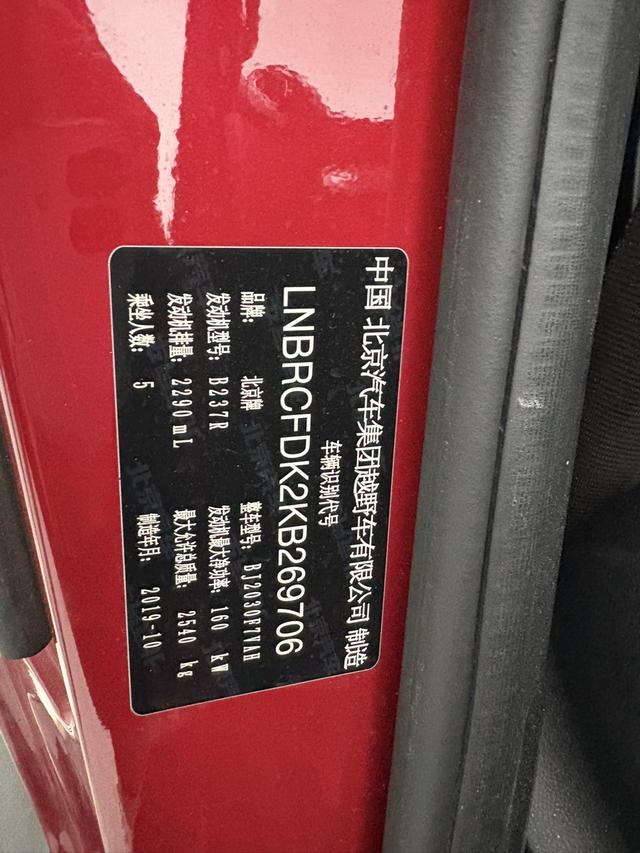 中国 北京汽车集团越野车有限公司 制造
车辆识别代号
LNBRCFDK2KB269706
品牌: 北京牌 整车型号: BJ2030F7VAH
发动机型号: B237R 发动机最大净功率: 160 kW
发动机排量: 2290 mL 最大允许总质量: 2540 kg
乘坐人数: 5 制造年月: 2019-10